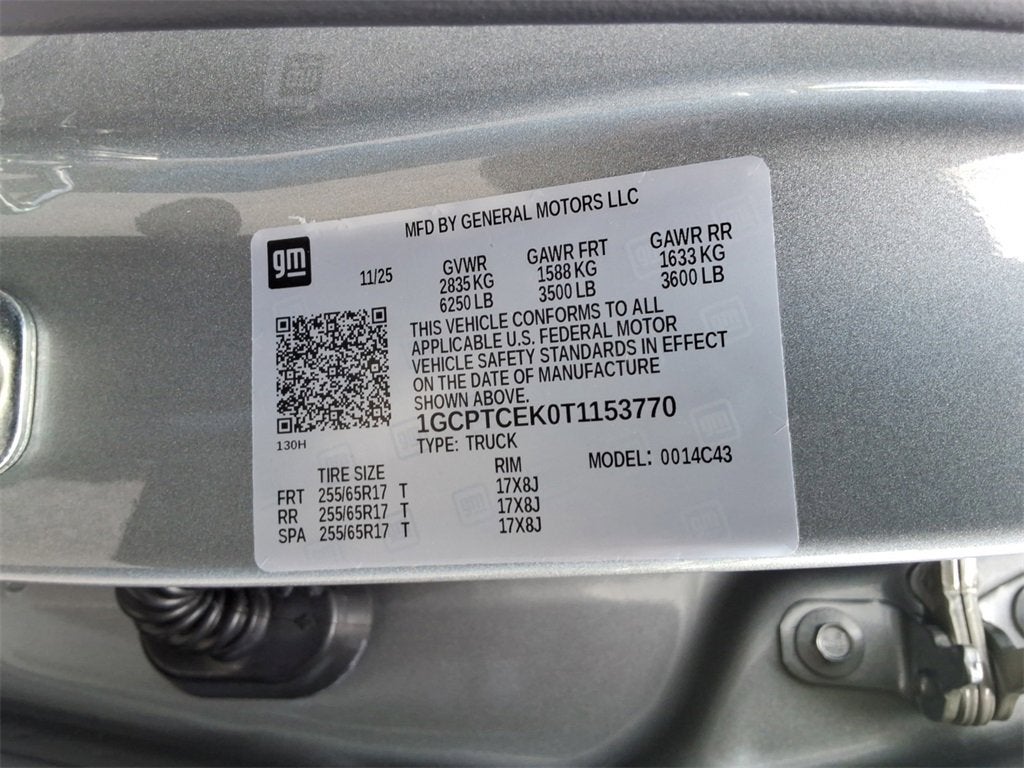 MFD BY GENERAL MOTORS LLC
gm
11/25
GVWR GAWR FRT GAWR RR
2835 KG 1588 KG 1633 KG
6250 LB 3500 LB 3600 LB
THIS VEHICLE CONFORMS TO ALL
APPLICABLE U.S. FEDERAL MOTOR
VEHICLE SAFETY STANDARDS IN EFFECT
ON THE DATE OF MANUFACTURE
SHOWN ABOVE.
1GCPTCEK0T1153770
130H
TYPE: TRUCK
MODEL: 0014C43
TIRE SIZE RIM
FRT 255/65R17 T 17X8J
RR 255/65R17 T 17X8J
SPA 255/65R17 T 17X8J